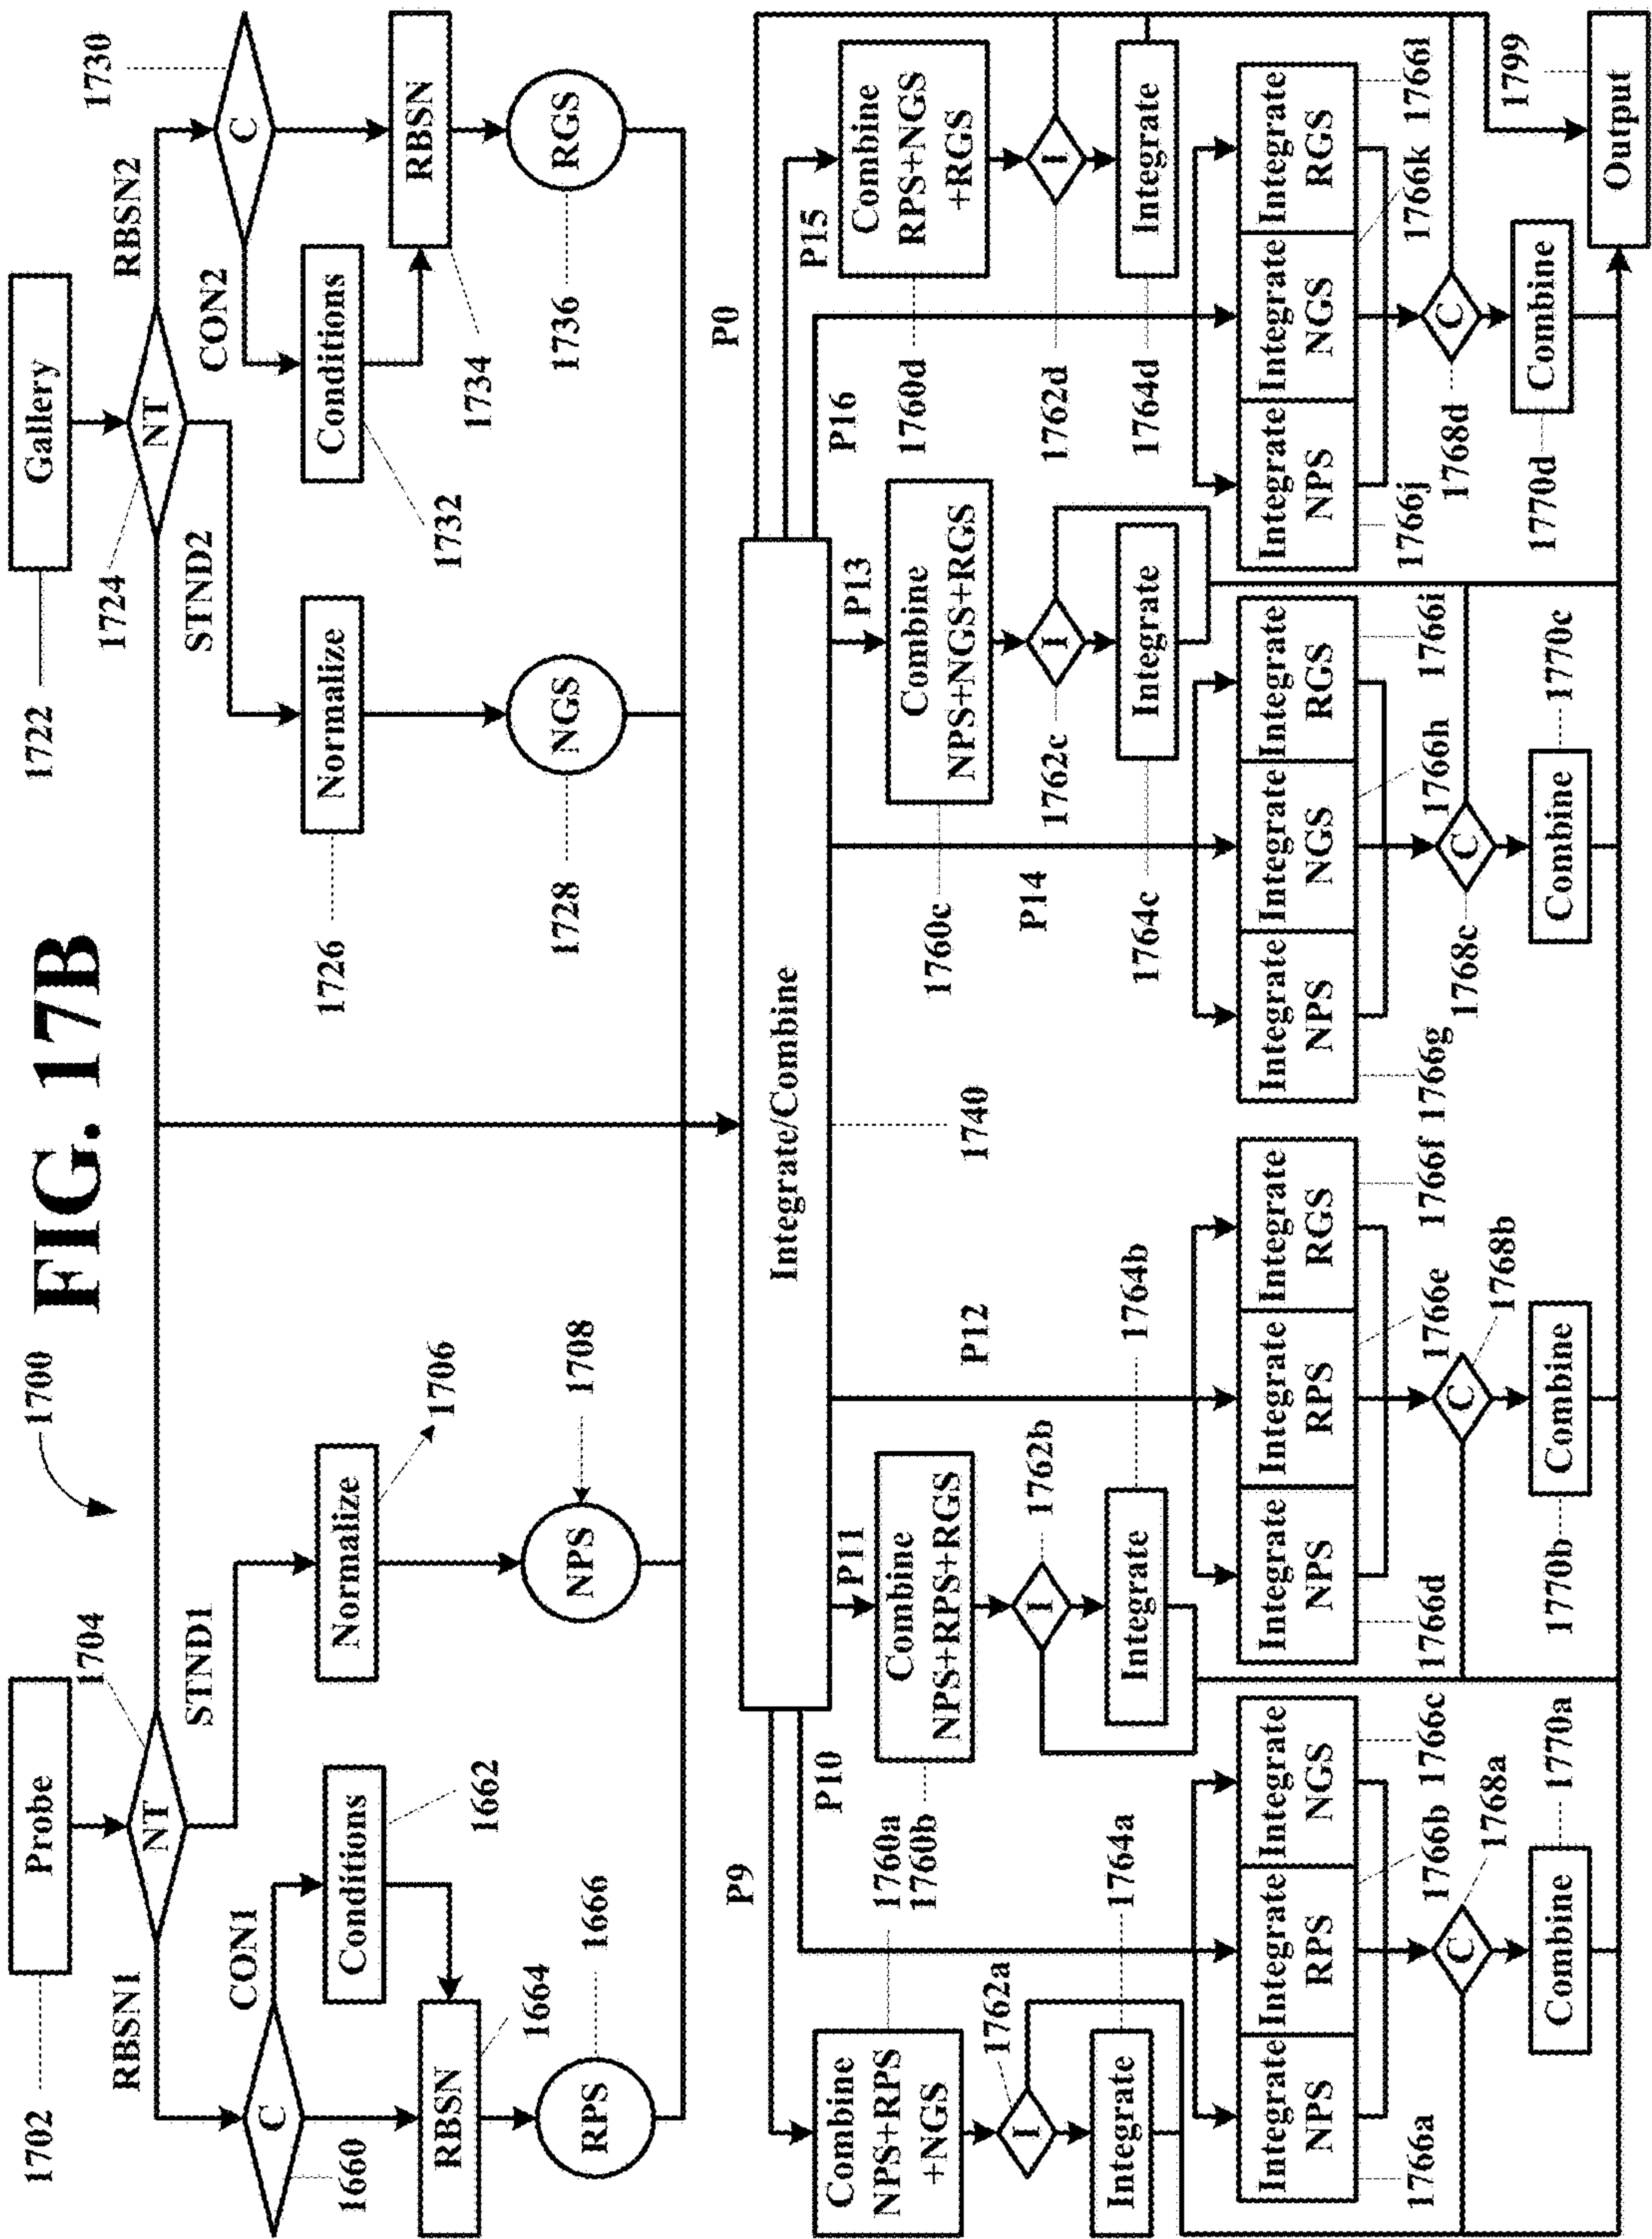 FIG. 17B
1700
1702
Probe
1704
NT
RBSN1
STND1
CON1
C
1660
Conditions
1662
RBSN
1664
RPS
1666
Normalize
1706
NPS
1708
1722
Gallery
1724
NT
STND2
RBSN2
1730
CON2
C
1726
Normalize
1728
NGS
Conditions
1732
RBSN
1734
RGS
1736
Integrate/Combine
1740
P9
P10
P11
P12
P13
P14
P16
P15
P0
Combine
NPS+RPS
+NGS
1760a
1760b
1762a
I
Integrate
1764a
Combine
NPS+RPS+RGS
1762b
I
Integrate
1764b
1760c
Combine
NPS+NGS+RGS
1762c
I
1764c
Integrate
1760d
Combine
RPS+NGS
+RGS
1762d
I
1764d
Integrate
1766a
Integrate
NPS
Integrate
RPS
Integrate
NGS
1766b
1766c
C
1768a
Combine
1770a
1766d
Integrate
NPS
Integrate
RPS
Integrate
RGS
1766e
1766f
C
1768b
1770b
Combine
1766g
Integrate
NPS
Integrate
NGS
Integrate
RGS
1766h
1766i
1768c
C
Combine
1770c
1766j
Integrate
NPS
Integrate
NGS
Integrate
RGS
1766k
1766l
1768d
C
1770d
Combine
1799
Output